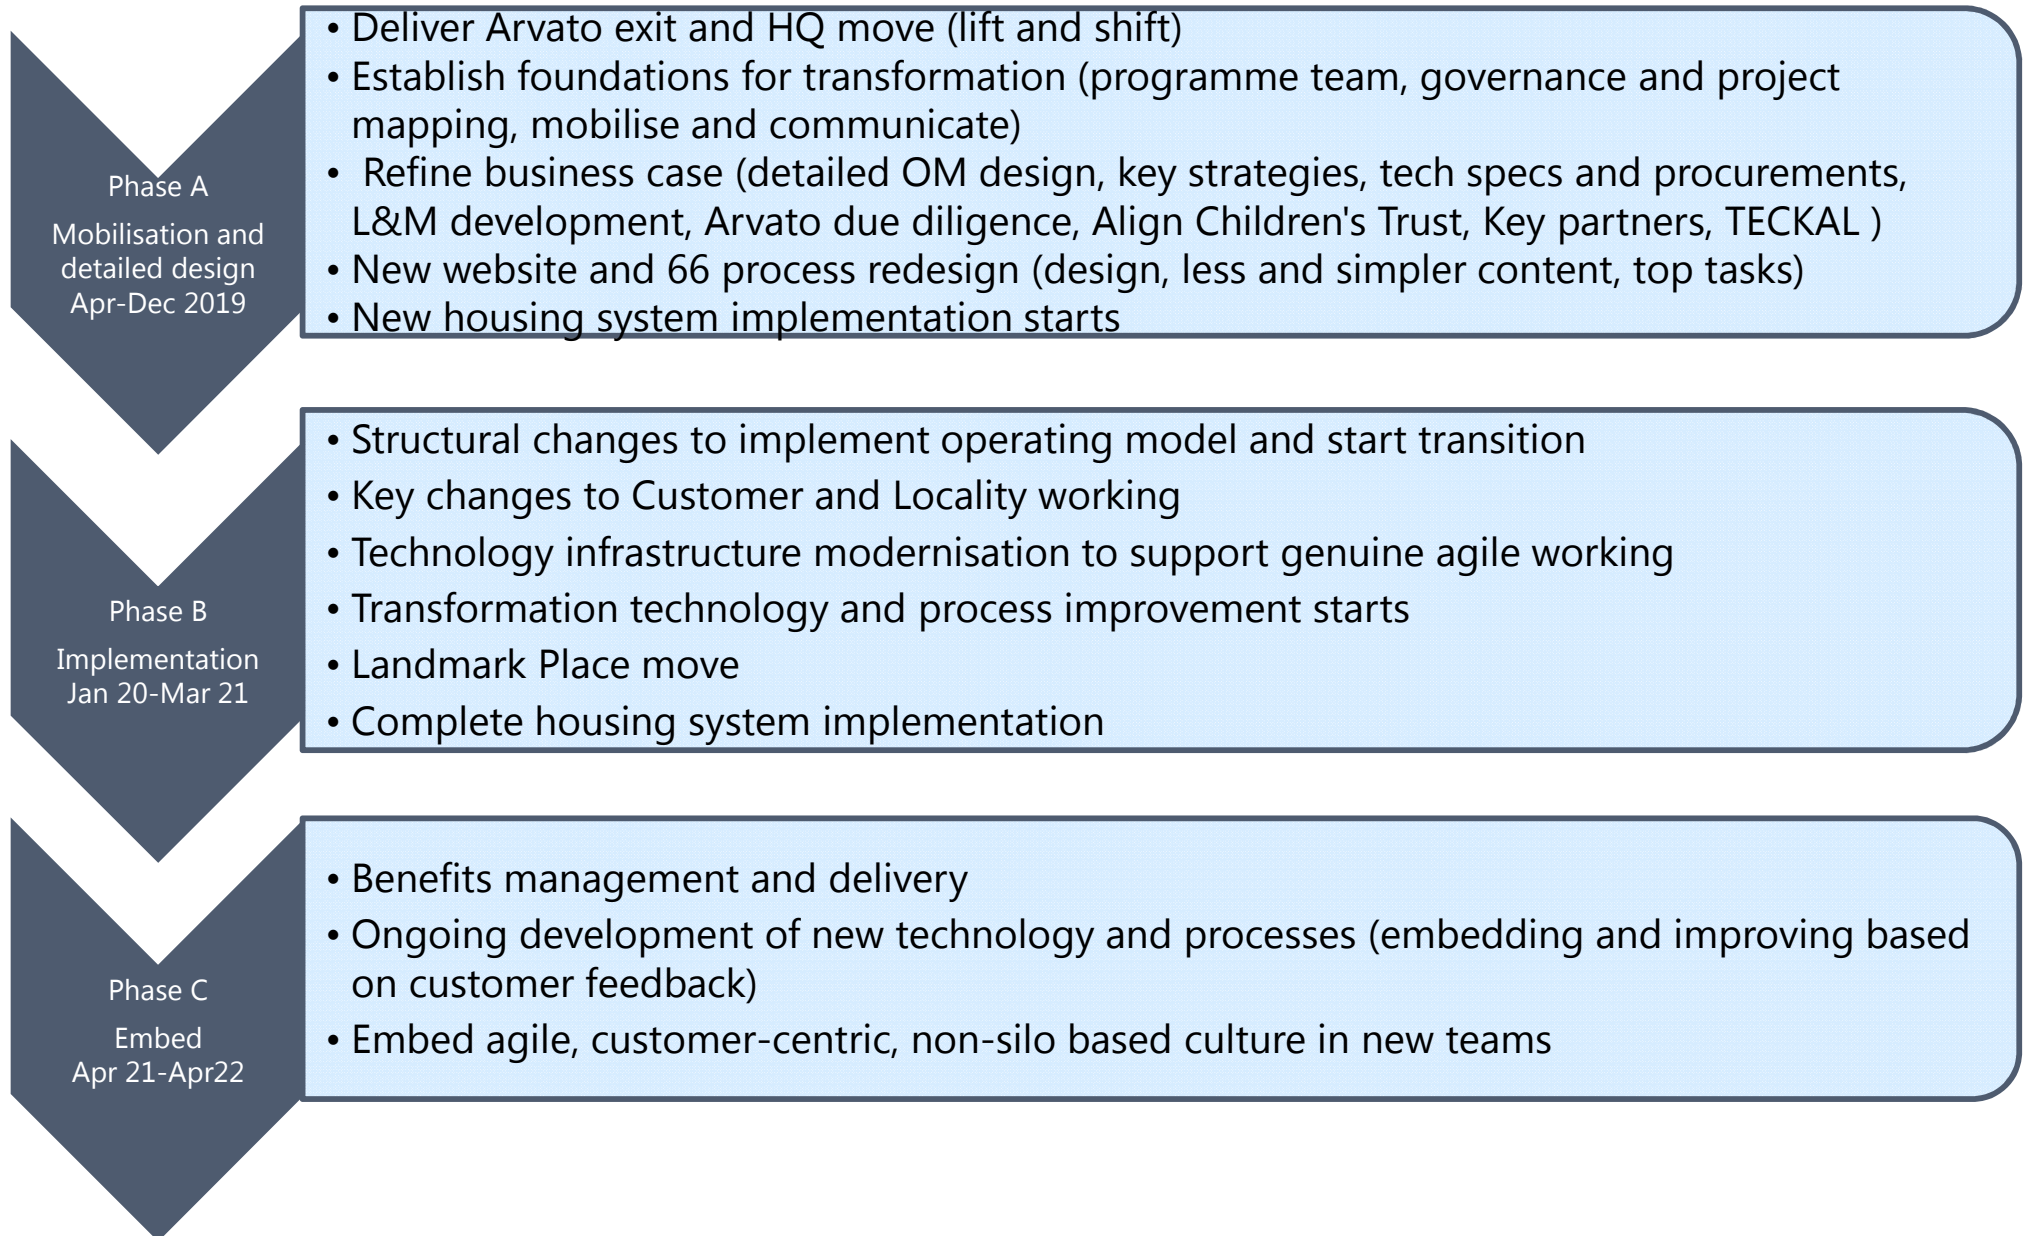 Phase A
Mobilisation and
detailed design
Apr-Dec 2019
• Deliver Arvato exit and HQ move (lift and shift)
• Establish foundations for transformation (programme team, governance and project
mapping, mobilise and communicate)
• Refine business case (detailed OM design, key strategies, tech specs and procurements,
L&M development, Arvato due diligence, Align Children's Trust, Key partners, TECKAL )
• New website and 66 process redesign (design, less and simpler content, top tasks)
• New housing system implementation starts
Phase B
Implementation
Jan 20-Mar 21
• Structural changes to implement operating model and start transition
• Key changes to Customer and Locality working
• Technology infrastructure modernisation to support genuine agile working
• Transformation technology and process improvement starts
• Landmark Place move
• Complete housing system implementation
Phase C
Embed
Apr 21-Apr22
• Benefits management and delivery
• Ongoing development of new technology and processes (embedding and improving based
on customer feedback)
• Embed agile, customer-centric, non-silo based culture in new teams